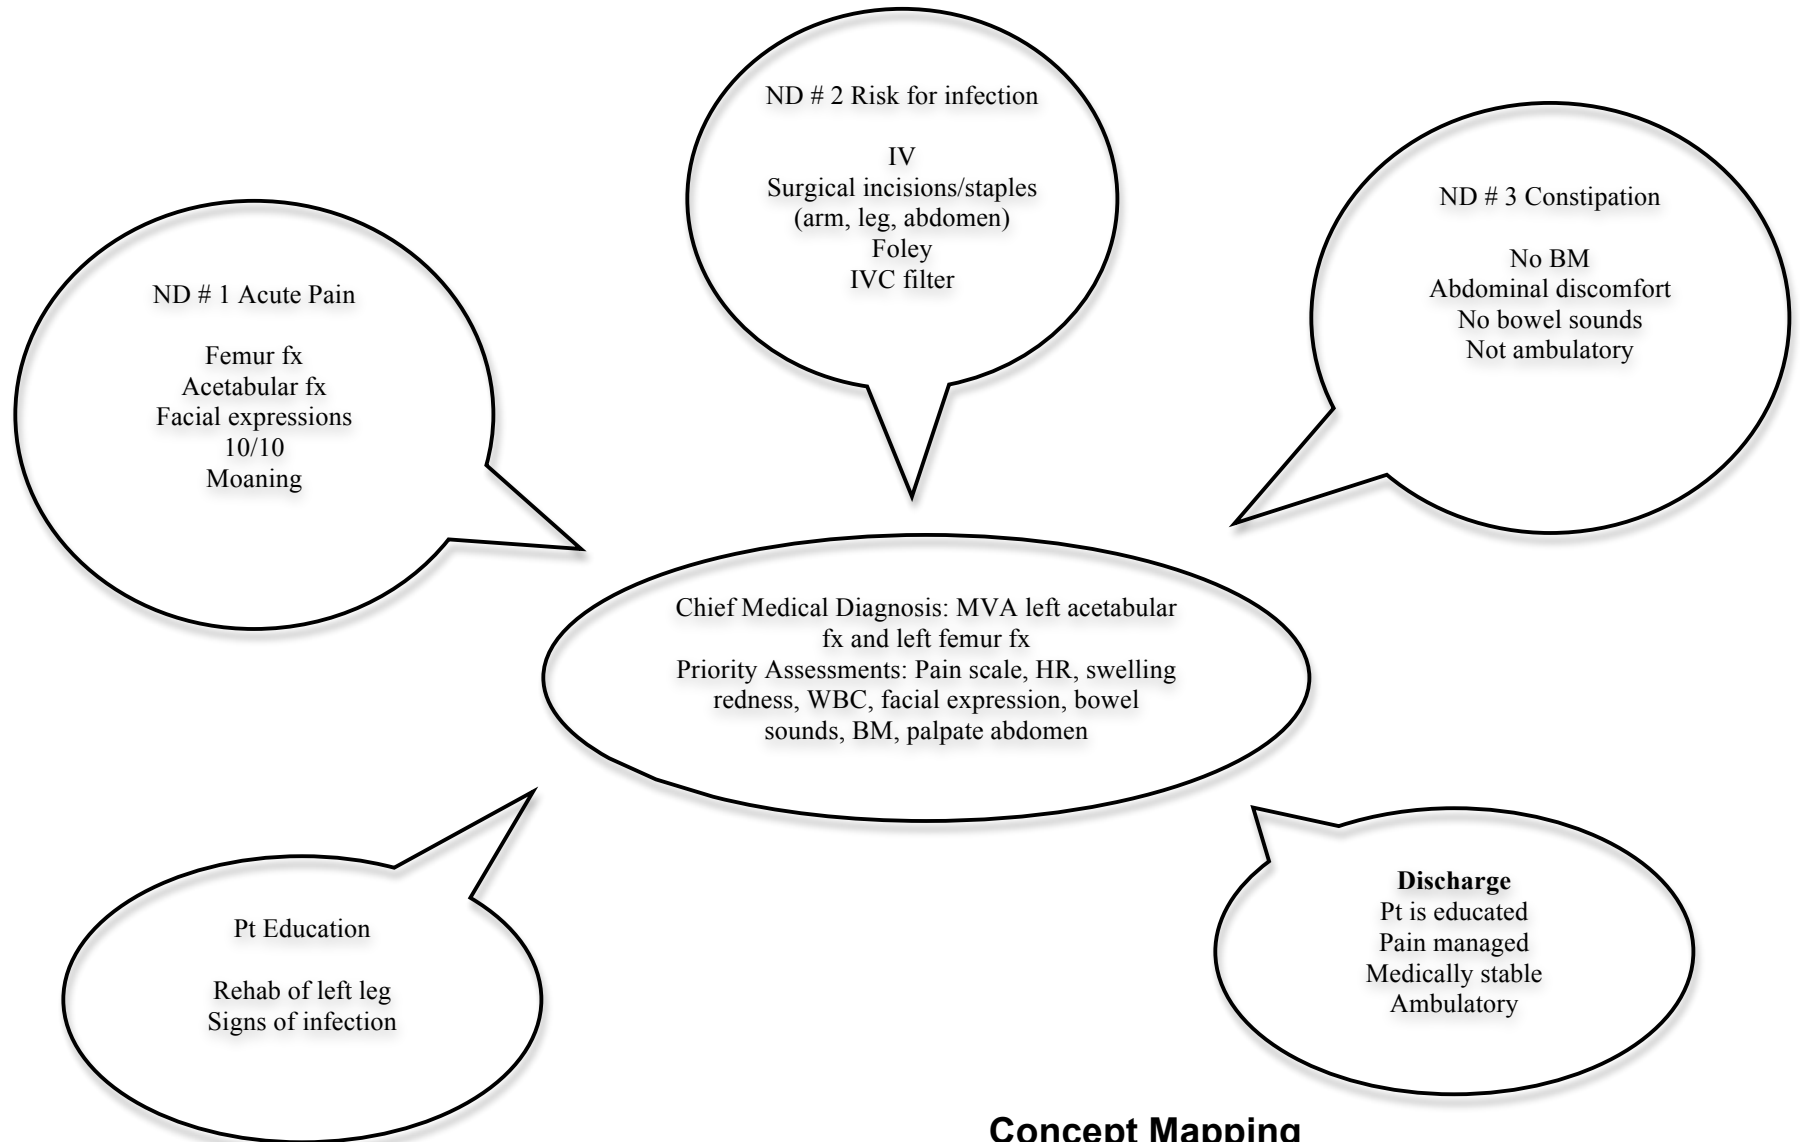 ND # 1 Acute Pain
Femur fx
Acetabular fx
Facial expressions
10/10
Moaning
ND # 2 Risk for infection
IV
Surgical incisions/staples
(arm, leg, abdomen)
Foley
IVC filter
ND # 3 Constipation
No BM
Abdominal discomfort
No bowel sounds
Not ambulatory
Chief Medical Diagnosis: MVA left acetabular
fx and left femur fx
Priority Assessments: Pain scale, HR, swelling
redness, WBC, facial expression, bowel
sounds, BM, palpate abdomen
Pt Education
Rehab of left leg
Signs of infection
Discharge
Pt is educated
Pain managed
Medically stable
Ambulatory
Concept Mapping